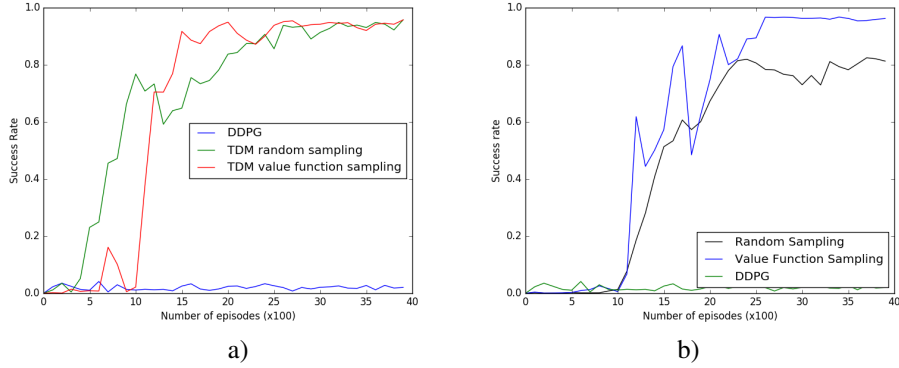 1.0
0.8
0.6
0.4
0.2
0.0
Success Rate
DDPG
TDM random sampling
TDM value function sampling
0 5 10 15 20 25 30 35 40
Number of episodes (x100)
a)
1.0
0.8
0.6
0.4
0.2
0.0
Success rate
Random Sampling
Value Function Sampling
DDPG
0 5 10 15 20 25 30 35 40
Number of episodes (x100)
b)